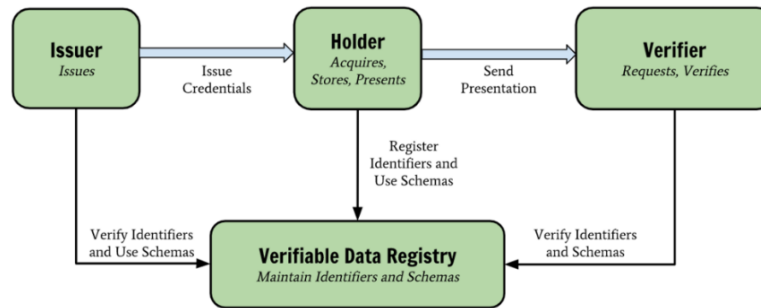 Issuer
Issues
Issue
Credentials
Holder
Acquires,
Stores, Presents
Send
Presentation
Verifier
Requests, Verifies
Register
Identifiers and
Use Schemas
Verify Identifiers
and Use Schemas
Verifiable Data Registry
Maintain Identifiers and Schemas
Verify Identifiers
and Schemas